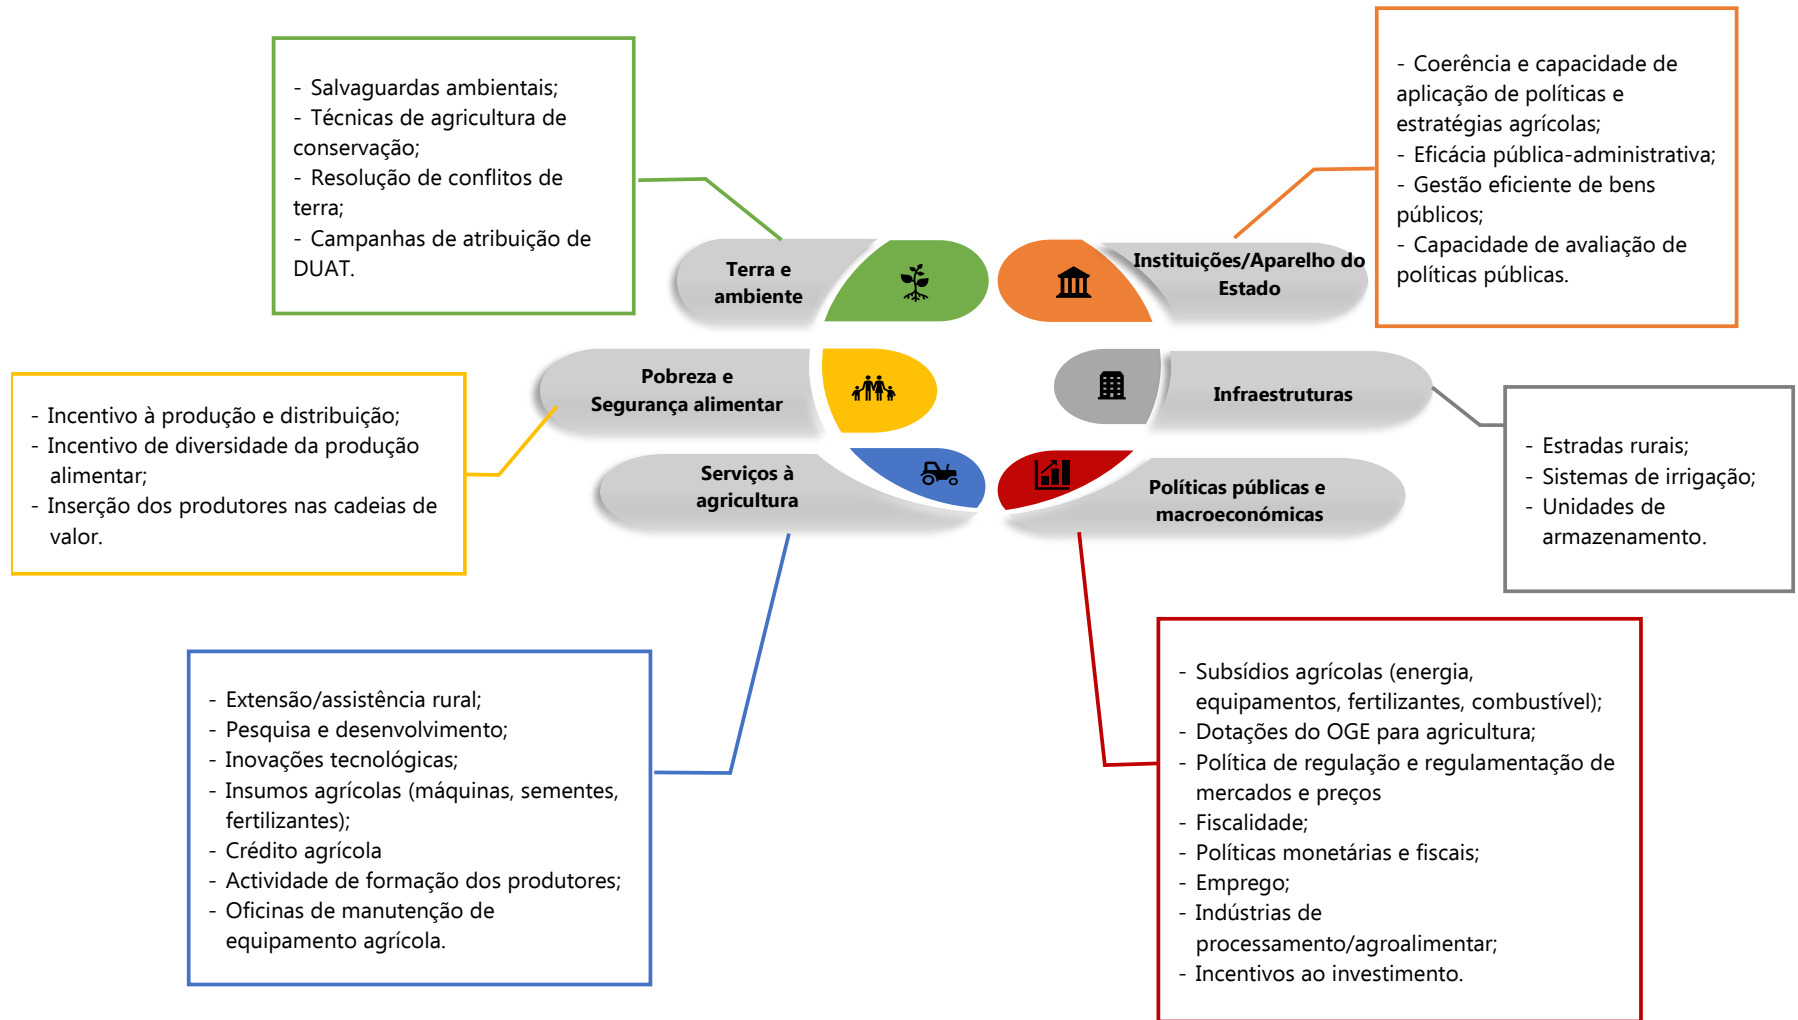 - Salvaguardas ambientais;
- Técnicas de agricultura de
conservação;
- Resolução de conflitos de
terra;
- Campanhas de atribuição de
DUAT.
- Coerência e capacidade de
aplicação de políticas e
estratégias agrícolas;
- Eficácia pública-administrativa;
- Gestão eficiente de bens
públicos;
- Capacidade de avaliação de
políticas públicas.
Terra e
ambiente
Instituições/Aparelho do
Estado
Pobreza e
Segurança alimentar
Infraestruturas
- Incentivo à produção e distribuição;
- Incentivo de diversidade da produção
alimentar;
- Inserção dos produtores nas cadeias de
valor.
- Estradas rurais;
- Sistemas de irrigação;
- Unidades de
armazenamento.
Serviços à
agricultura
Políticas públicas e
macroeconómicas
- Extensão/assistência rural;
- Pesquisa e desenvolvimento;
- Inovações tecnológicas;
- Insumos agrícolas (máquinas, sementes,
fertilizantes);
- Crédito agrícola
- Actividade de formação dos produtores;
- Oficinas de manutenção de
equipamento agrícola.
- Subsídios agrícolas (energia,
equipamentos, fertilizantes, combustível);
- Dotações do OGE para agricultura;
- Política de regulação e regulamentação de
mercados e preços
- Fiscalidade;
- Políticas monetárias e fiscais;
- Emprego;
- Indústrias de
processamento/agroalimentar;
- Incentivos ao investimento.